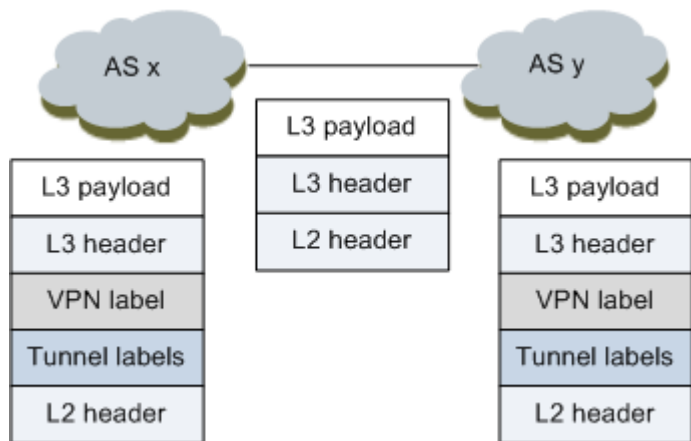 AS x
AS y
L3 payload
L3 header
L2 header
L3 payload
L3 header
VPN label
Tunnel labels
L2 header
L3 payload
L3 header
VPN label
Tunnel labels
L2 header